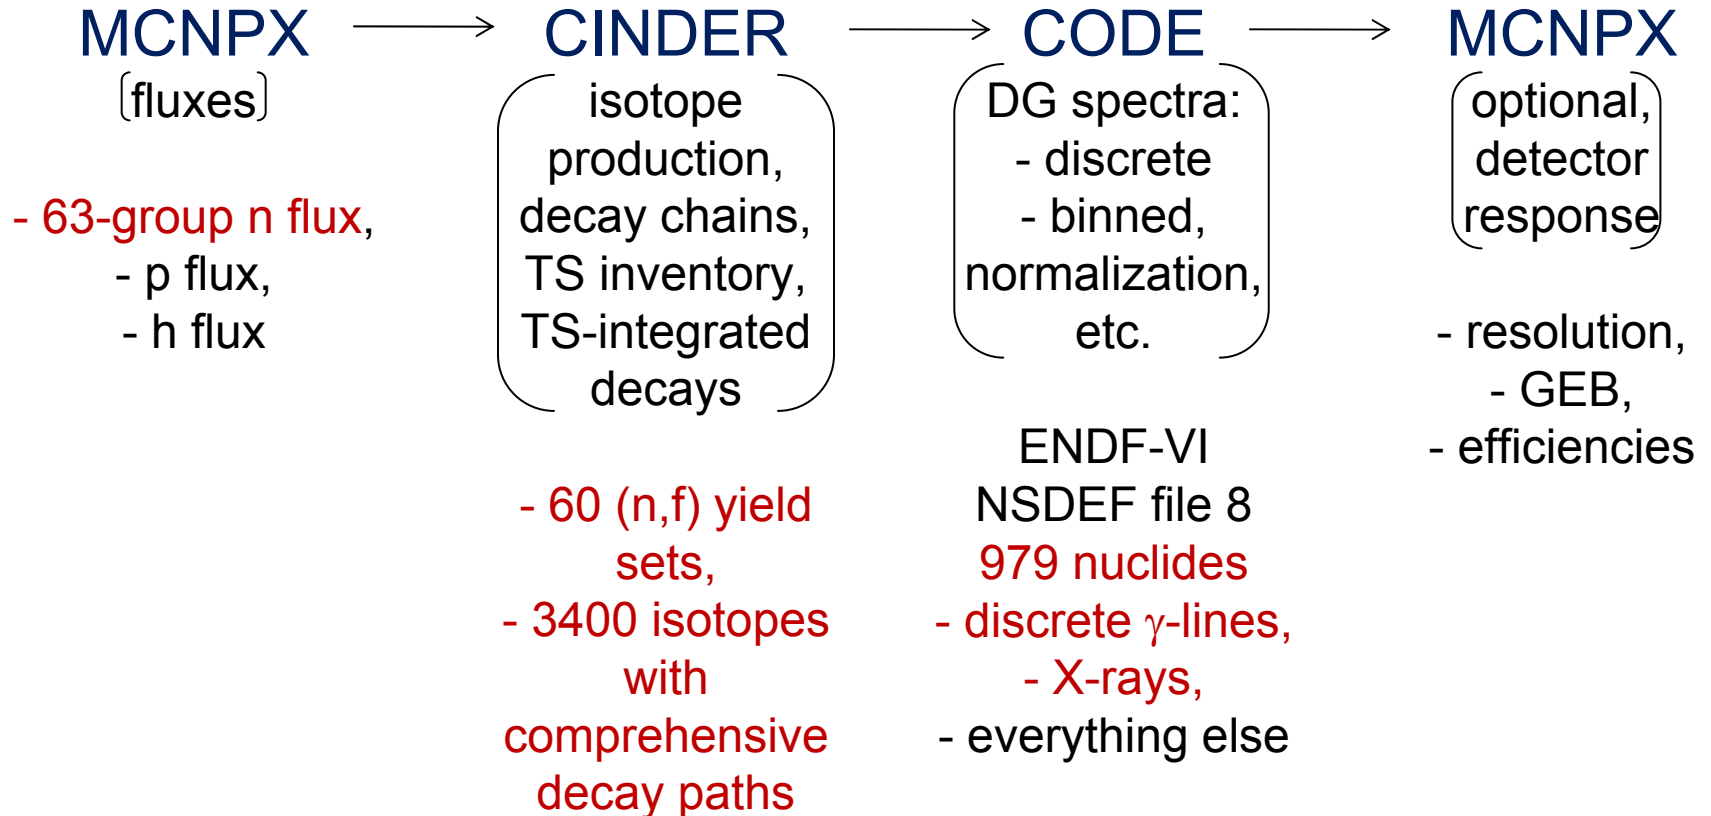 MCNPX → CINDER → CODE → MCNPX
(fluxes)
- 63-group n flux,
- p flux,
- h flux
isotope
production,
decay chains,
TS inventory,
TS-integrated
decays
- 60 (n,f) yield
sets,
- 3400 isotopes
with
comprehensive
decay paths
DG spectra:
- discrete
- binned,
normalization,
etc.
ENDF-VI
NSDEF file 8
979 nuclides
- discrete γ-lines,
- X-rays,
- everything else
optional,
detector
response
- resolution,
- GEB,
- efficiencies